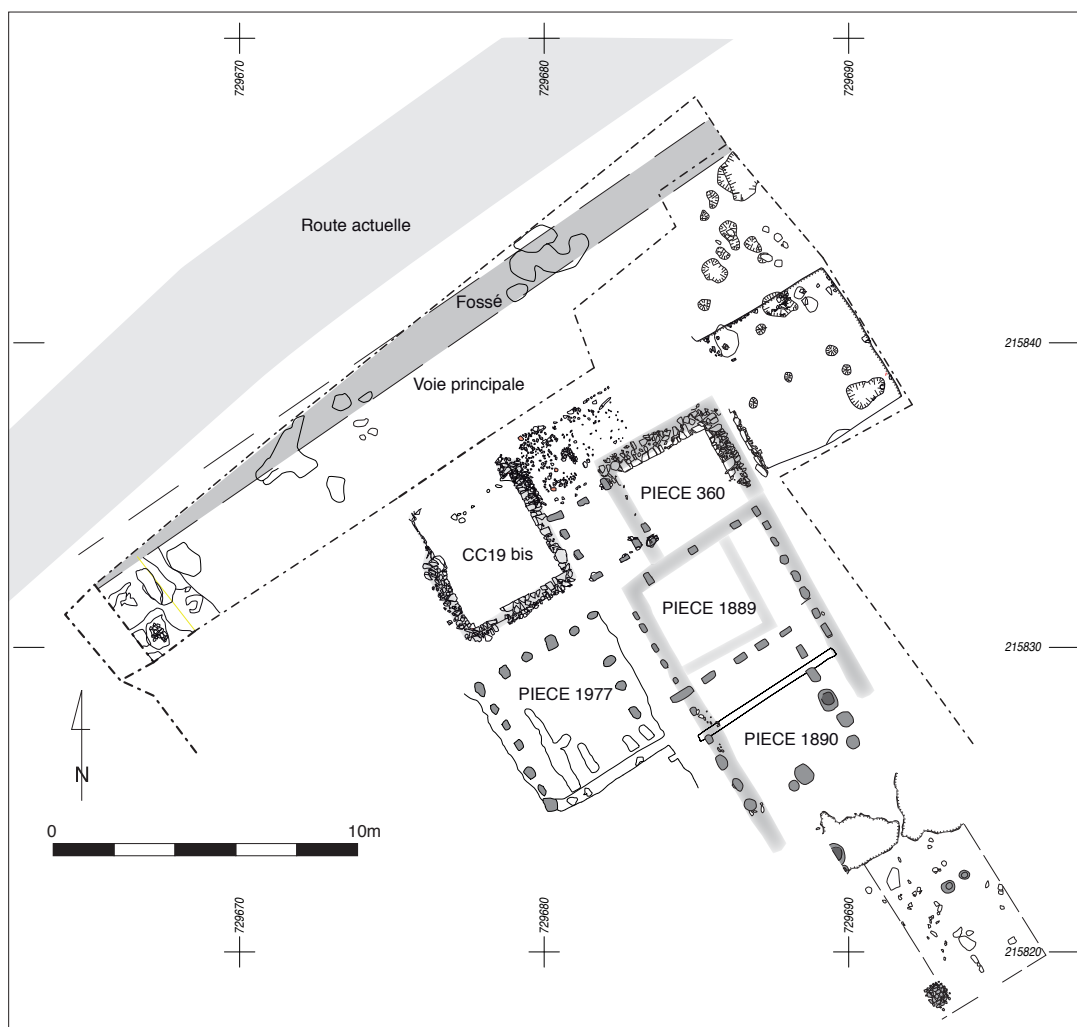 729670
729680
729690
Route actuelle
Fossé
215840
Voie principale
PIECE 360
CC19 bis
PIECE 1889
215830
PIECE 1977
PIECE 1890
N
0
10m
729670
729680
729690
215820